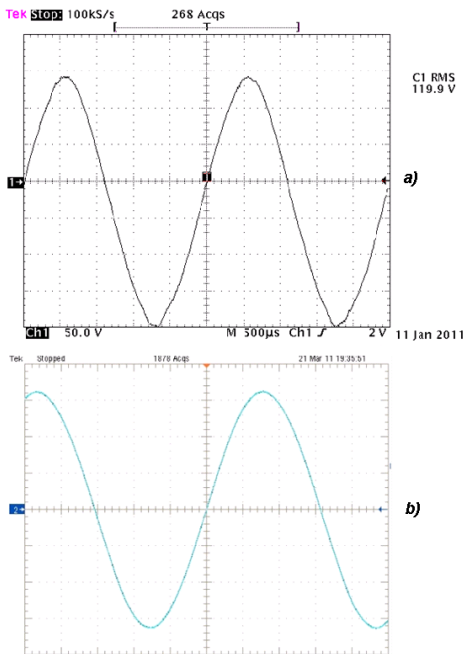 Tek Stop: 100kS/s 268 Acqs
C1 RMS
119.9 V
1→
a)
Ch1 50.0 V M 500µs Ch1 ƒ 2 V 11 Jan 2011
Tek Stopped 1878 Acqs 21 Mar 11 19:35:51
2→
b)